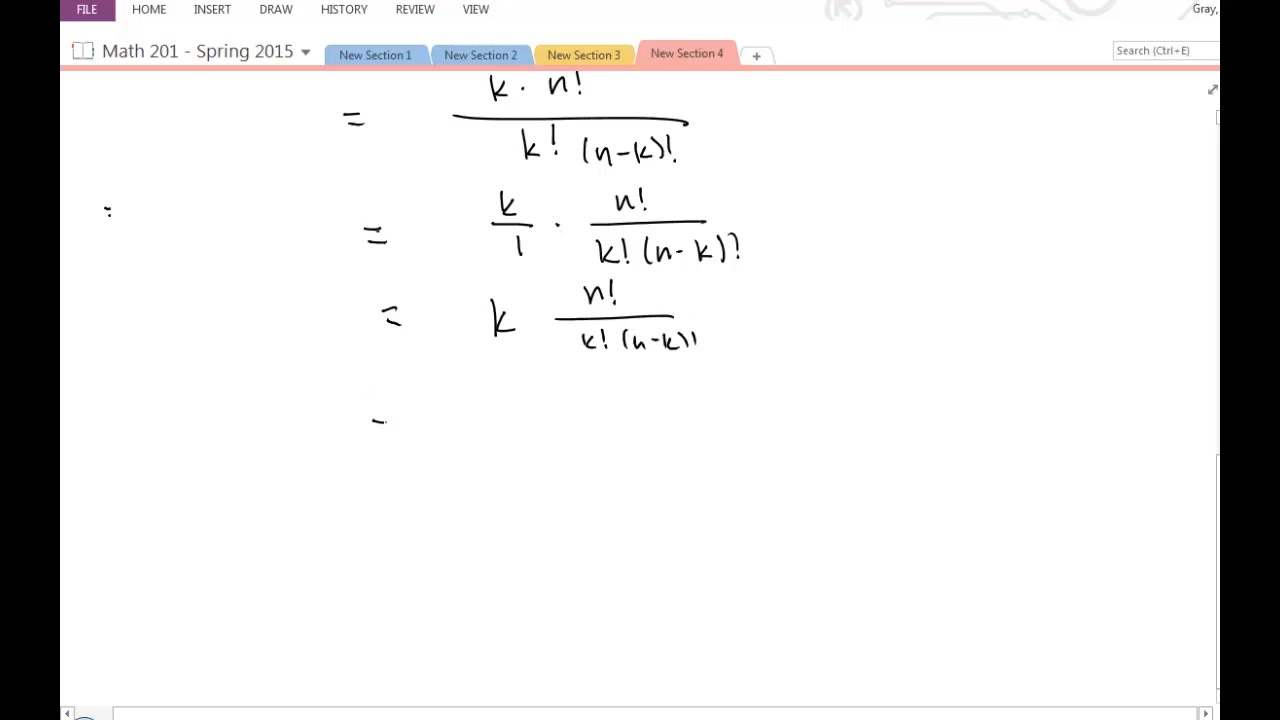 FILE HOME INSERT DRAW HISTORY REVIEW VIEW Gray,
Math 201 - Spring 2015 New Section 1 New Section 2 New Section 3 New Section 4 + Search (Ctrl+E)
k · n!
=
k! (n-k)!
k n!
= ·
1 k! (n-k)?
n!
= k
k! (n-k)!
-